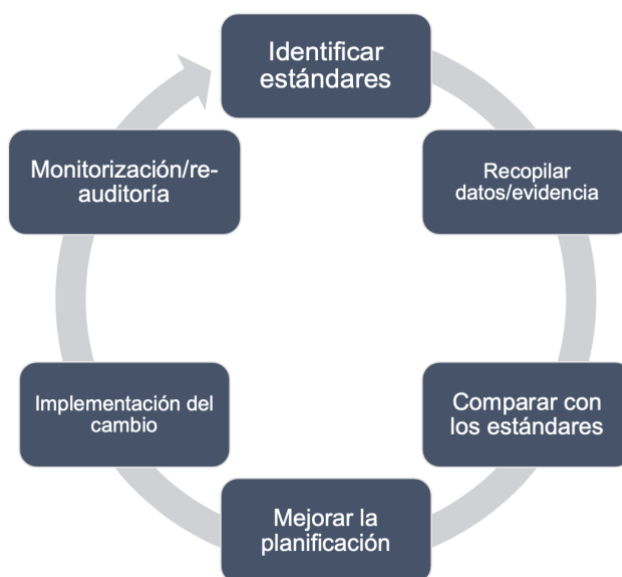 Identificar
estándares
Recopilar
datos/evidencia
Comparar con
los estándares
Mejorar la
planificación
Implementación del
cambio
Monitorización/re-
auditoría